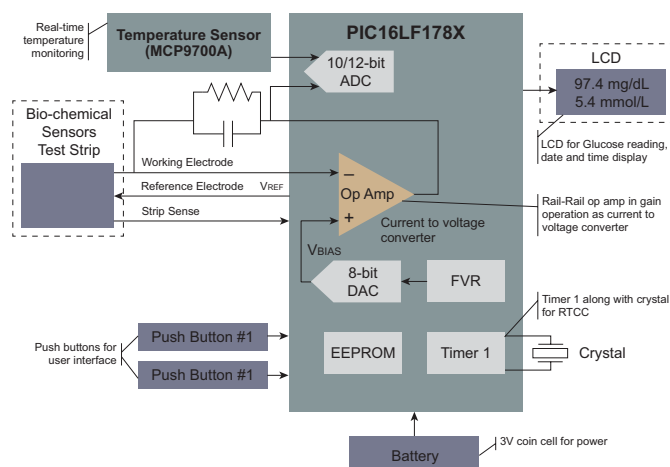 Real-time
temperature
monitoring
Temperature Sensor
(MCP9700A)
PIC16LF178X
10/12-bit
ADC
LCD
97.4 mg/dL
5.4 mmol/L
LCD for Glucose reading,
date and time display
Bio-chemical
Sensors
Test Strip
Working Electrode
Reference Electrode VREF
Strip Sense
–
Op Amp
+
Current to voltage
converter
Rail-Rail op amp in gain
operation as current to
voltage converter
VBIAS
8-bit
DAC
FVR
Timer 1 along with crystal
for RTCC
Push buttons for
user interface
Push Button #1
Push Button #1
EEPROM
Timer 1
Crystal
Battery
3V coin cell for power